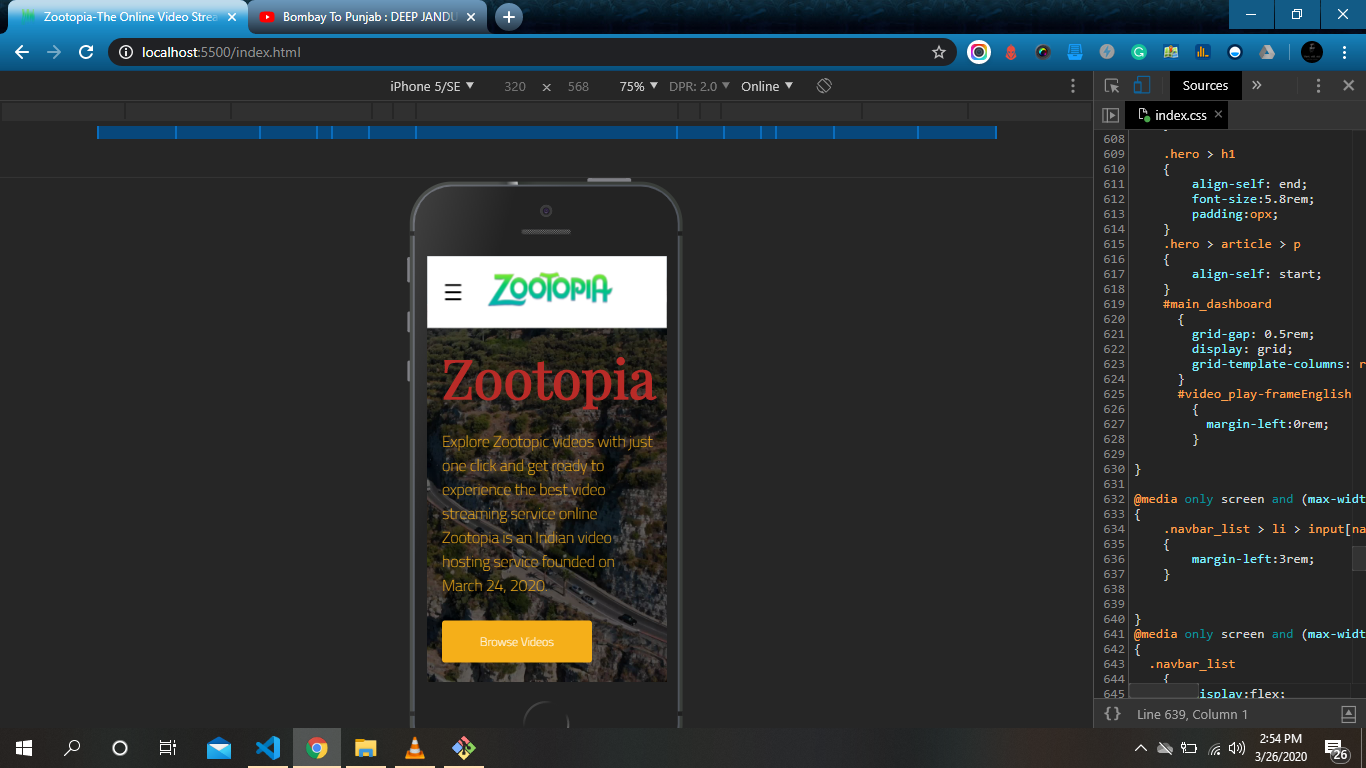 Zootopia-The Online Video Strea
Bombay To Punjab : DEEP JANDU
localhost:5500/index.html
iPhone 5/SE 320 × 568 75% DPR: 2.0 Online
Sources
index.css
608
609 .hero > h1
610 {
611 align-self: end;
612 font-size:5.8rem;
613 padding:opx;
614 }
615 .hero > article > p
616 {
617 align-self: start;
618 }
619 #main_dashboard
620 {
621 grid-gap: 0.5rem;
622 display: grid;
623 grid-template-columns: r
624 }
625 #video_play-frameEnglish
626 {
627 margin-left:0rem;
628 }
629
630 }
631
632 @media only screen and (max-widt
633 {
634 .navbar_list > li > input[na
635 {
636 margin-left:3rem;
637 }
638
639
640 }
641 @media only screen and (max-widt
642 {
643 .navbar_list
644 {
645 isplay:flex;
{} Line 639, Column 1
ZOOTOPIA
Zootopia
Explore Zootopic videos with just
one click and get ready to
experience the best video
streaming service online
Zootopia is an Indian video
hosting service founded on
March 24, 2020.
Browse Videos
2:54 PM
3/26/2020
26